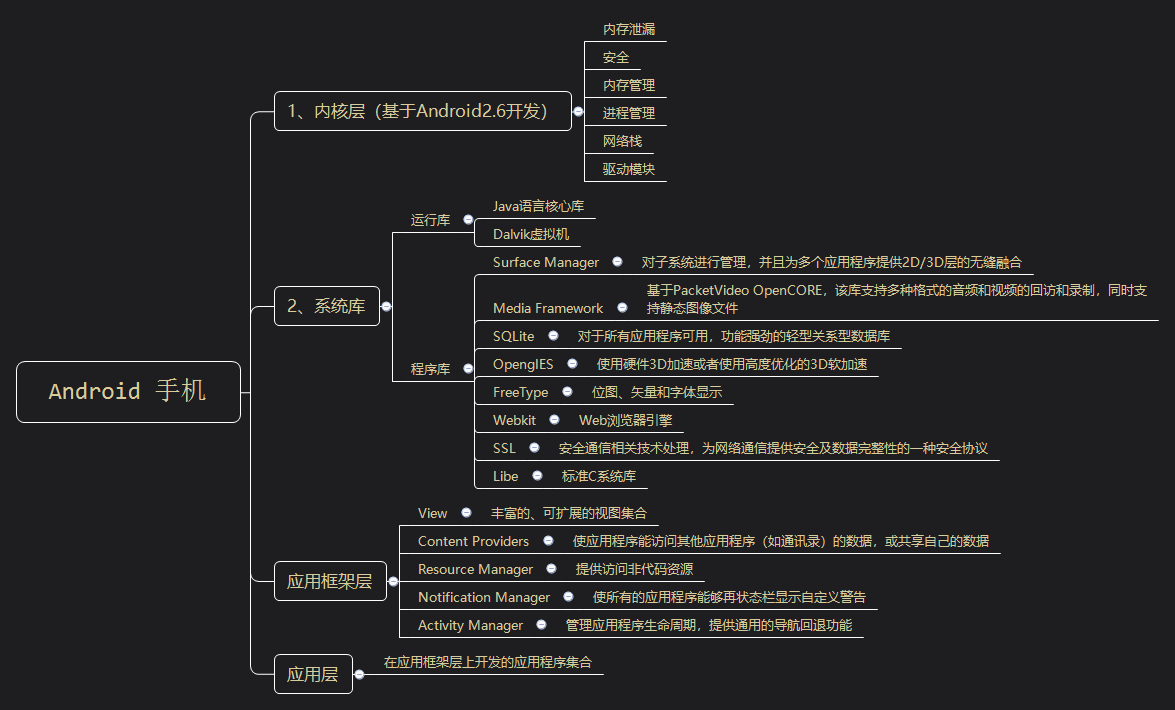 Android 手机
1、内核层（基于Android2.6开发）
内存泄漏
安全
内存管理
进程管理
网络栈
驱动模块
2、系统库
运行库
Java语言核心库
Dalvik虚拟机
程序库
Surface Manager
对子系统进行管理，并且为多个应用程序提供2D/3D层的无缝融合
Media Framework
基于PacketVideo OpenCORE，该库支持多种格式的音频和视频的回访和录制，同时支
持静态图像文件
SQLite
对于所有应用程序可用，功能强劲的轻型关系型数据库
OpenglES
使用硬件3D加速或者使用高度优化的3D软加速
FreeType
位图、矢量和字体显示
Webkit
Web浏览器引擎
SSL
安全通信相关技术处理，为网络通信提供安全及数据完整性的一种安全协议
Libe
标准C系统库
应用框架层
View
丰富的、可扩展的视图集合
Content Providers
使应用程序能访问其他应用程序（如通讯录）的数据，或共享自己的数据
Resource Manager
提供访问非代码资源
Notification Manager
使所有的应用程序能够再状态栏显示自定义警告
Activity Manager
管理应用程序生命周期，提供通用的导航回退功能
应用层
在应用框架层上开发的应用程序集合